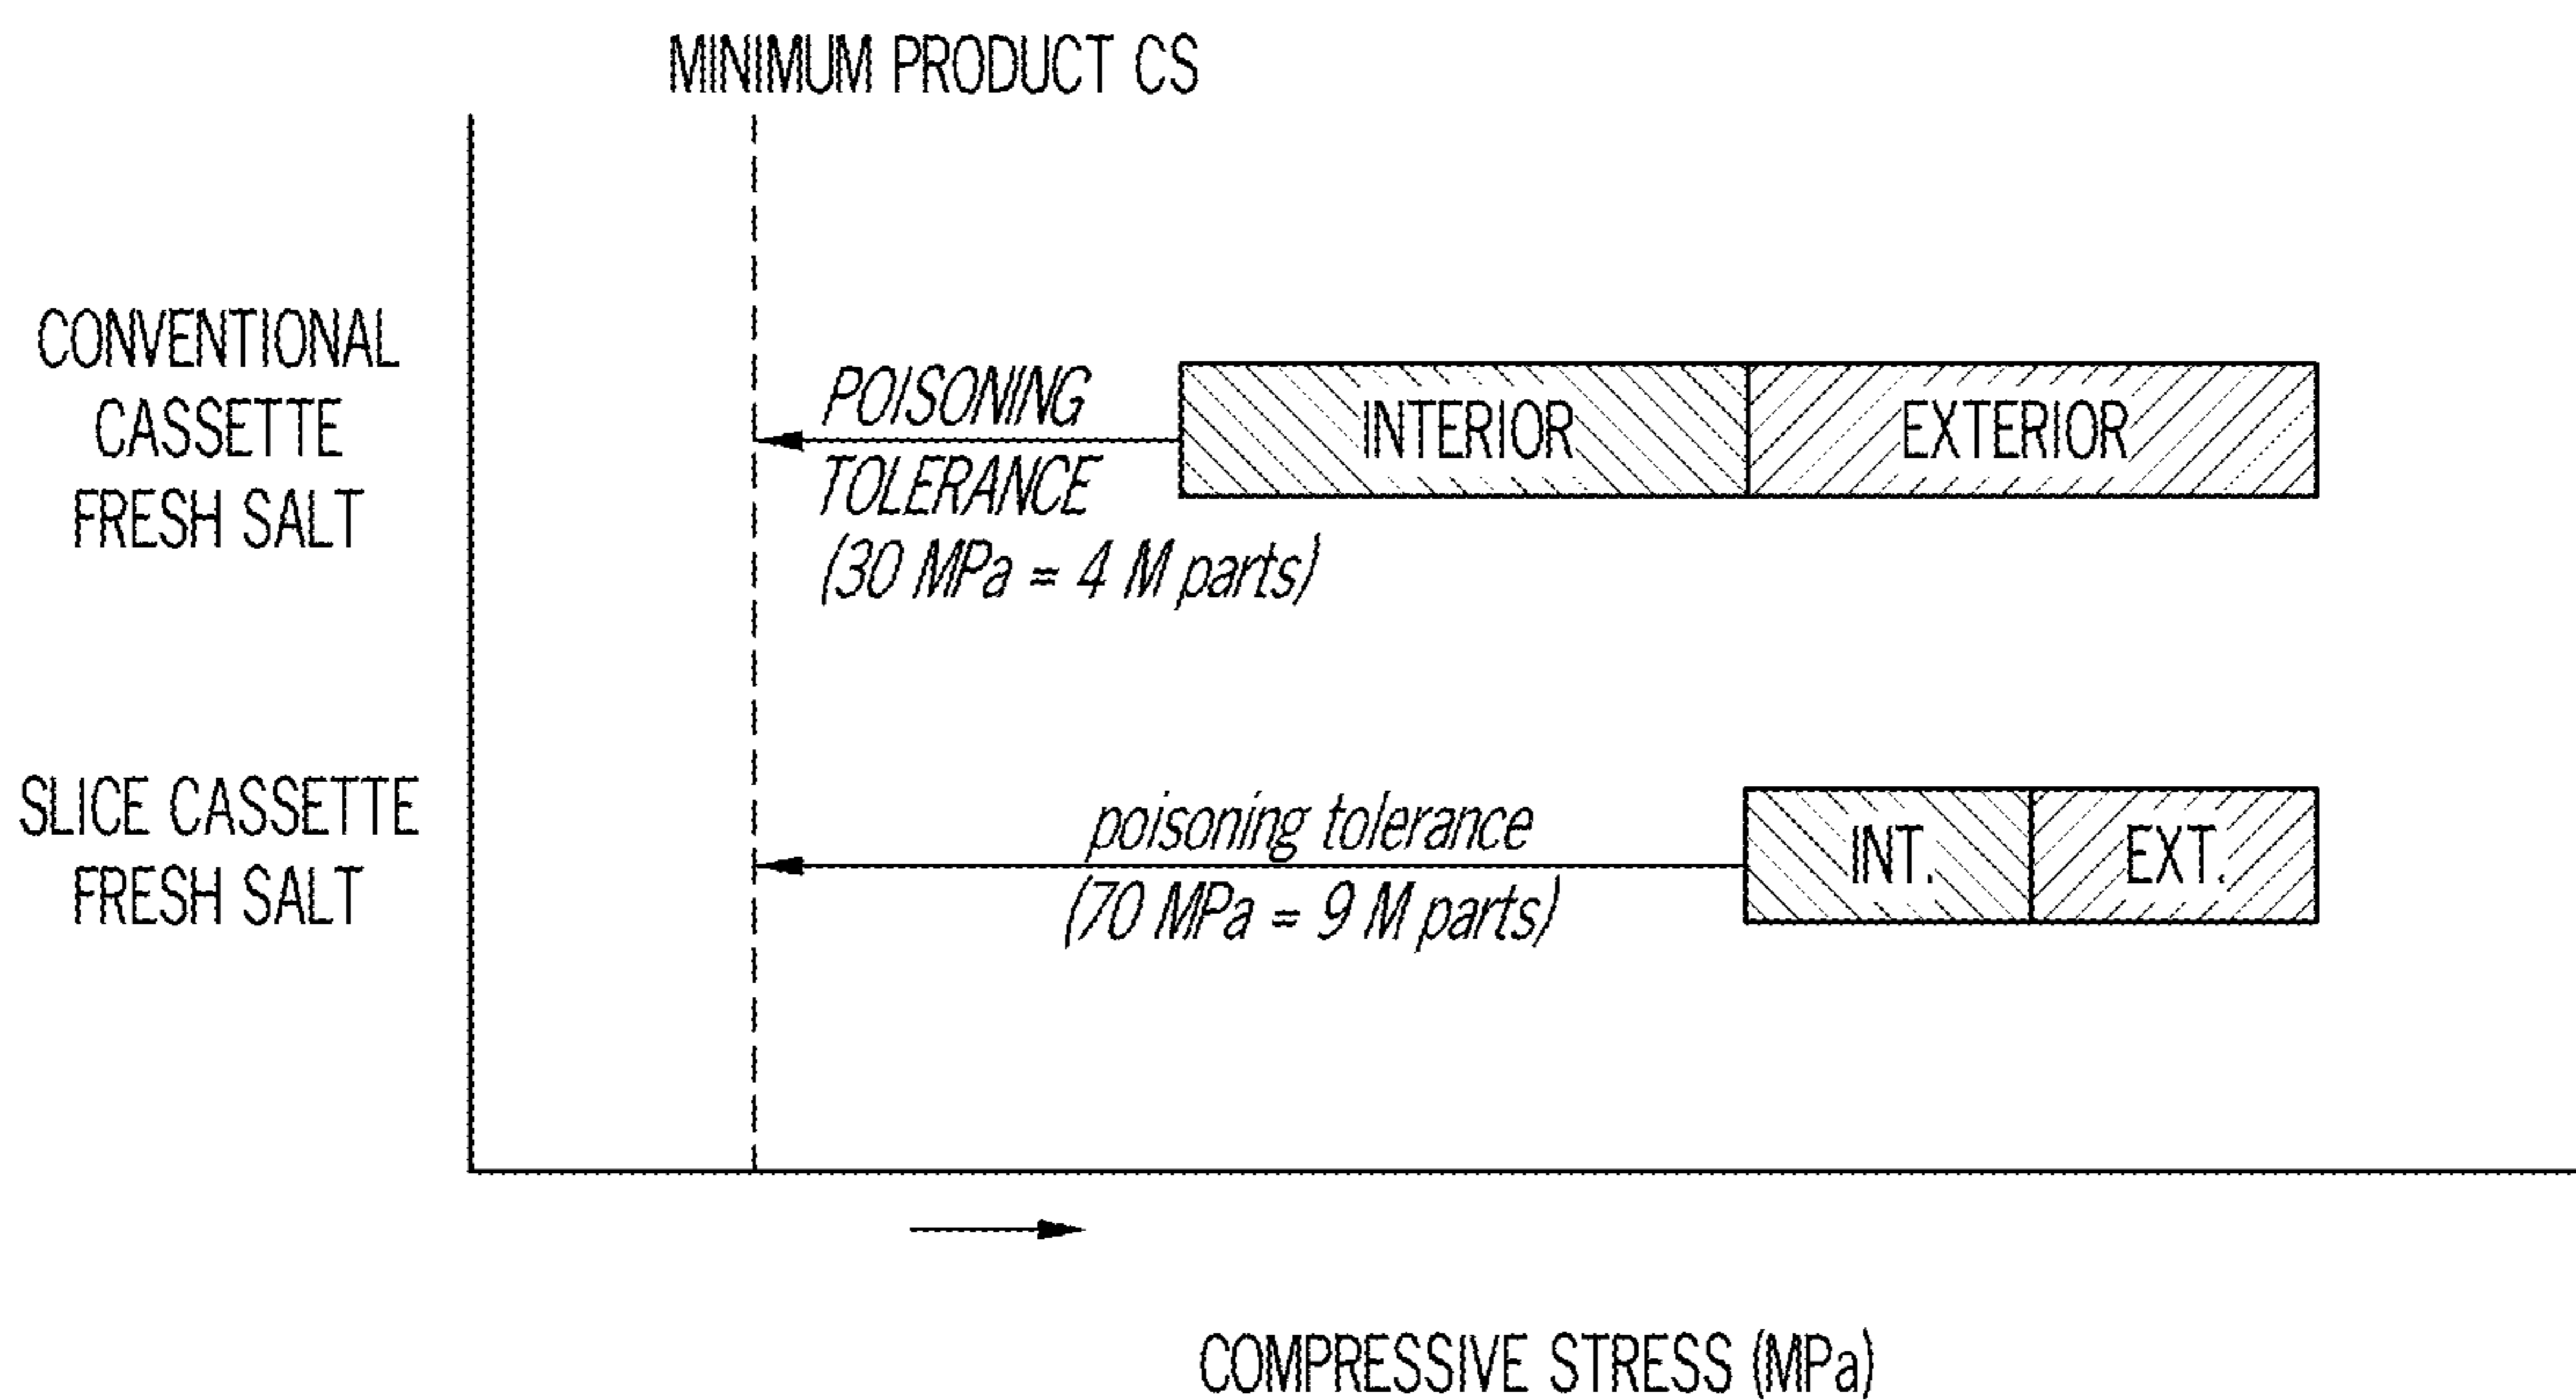 MINIMUM PRODUCT CS
CONVENTIONAL
CASSETTE
FRESH SALT
POISONING
TOLERANCE
(30 MPa = 4 M parts)
INTERIOR
EXTERIOR
SLICE CASSETTE
FRESH SALT
poisoning tolerance
(70 MPa = 9 M parts)
INT.
EXT.
COMPRESSIVE STRESS (MPa)